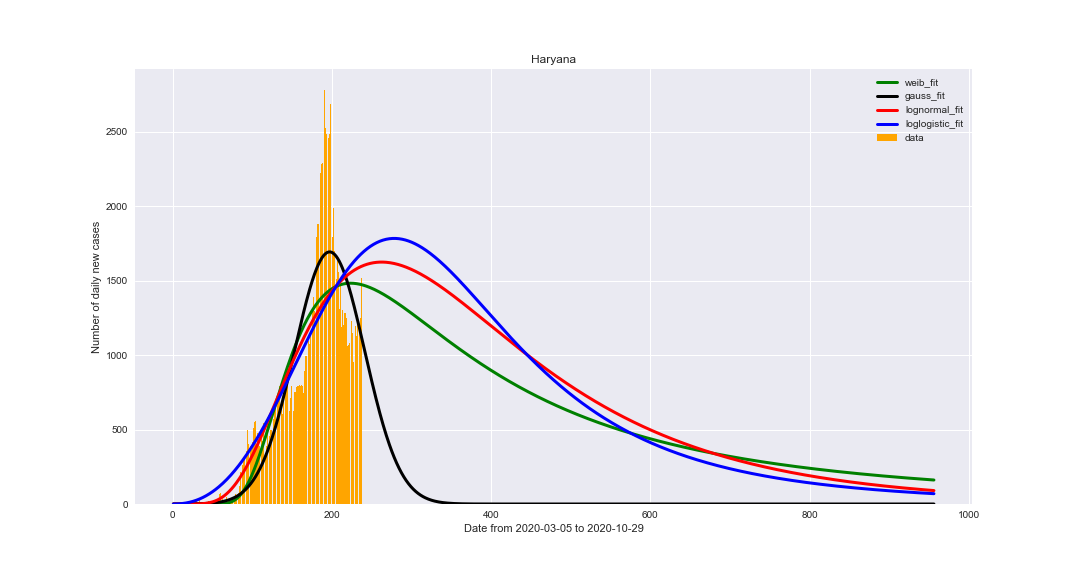 Haryana
weib_fit
gauss_fit
lognormal_fit
loglogistic_fit
data
Number of daily new cases
2500
2000
1500
1000
500
0
0 200 400 600 800 1000
Date from 2020-03-05 to 2020-10-29